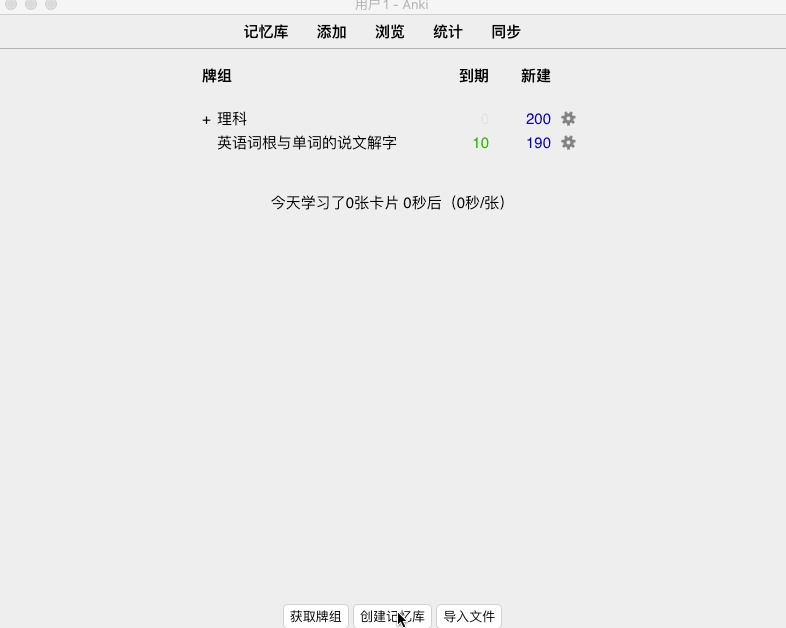 用户1 - Anki
记忆库 添加 浏览 统计 同步
牌组 到期 新建
+ 理科 0 200
英语词根与单词的说文解字 10 190
今天学习了0张卡片 0秒后（0秒/张）
获取牌组 创建记忆库 导入文件